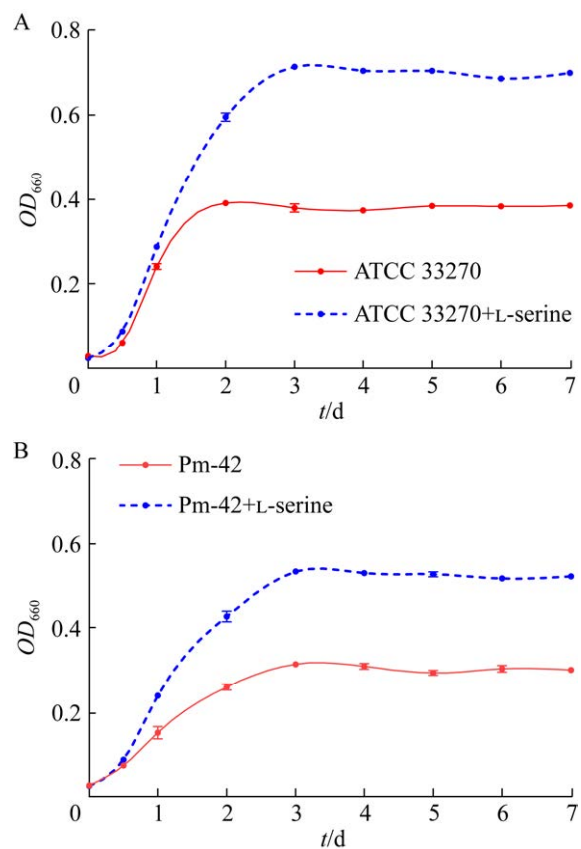 A
0.8
0.6
0.4
0.2
0
OD660
ATCC 33270
ATCC 33270+L-serine
1 2 3 4 5 6 7
t/d
B
0.8
0.6
0.4
0.2
0
OD660
Pm-42
Pm-42+L-serine
1 2 3 4 5 6 7
t/d